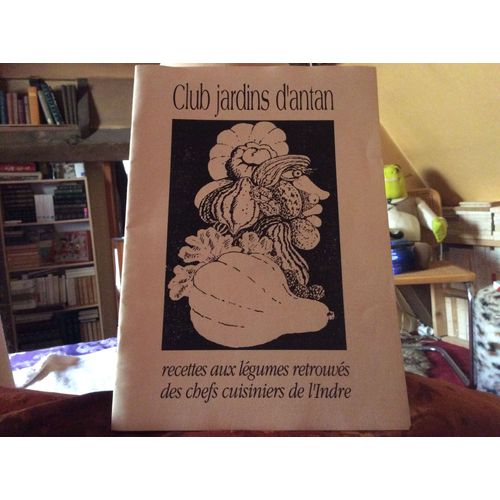 Club jardins d'antan
recettes aux légumes retrouvés
des chefs cuisiniers de l'Indre